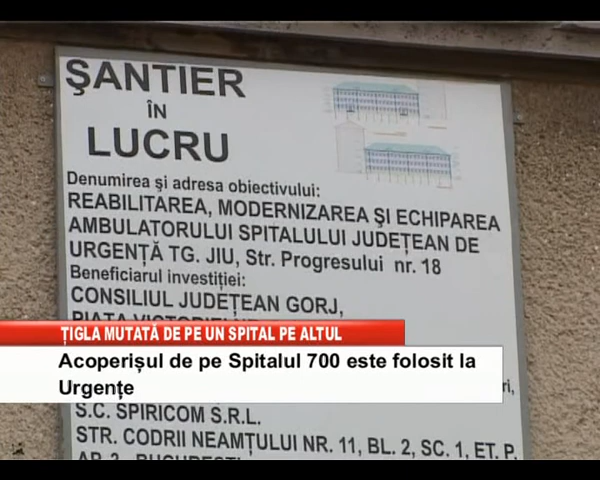 ŞANTIER
ÎN
LUCRU
Denumirea şi adresa obiectivului:
REABILITAREA, MODERNIZAREA ŞI ECHIPAREA
AMBULATORULUI SPITALULUI JUDEŢEAN DE
URGENŢĂ TG. JIU, Str. Progresului nr. 18
Beneficiarul investiţiei:
CONSILIUL JUDEŢEAN GORJ,
ŢIGLA MUTATĂ DE PE UN SPITAL PE ALTUL
Acoperişul de pe Spitalul 700 este folosit la
Urgenţe
S.C. SPIRICOM S.R.L.
STR. CODRII NEAMŢULUI NR. 11, BL. 2, SC. 1, ET. P.